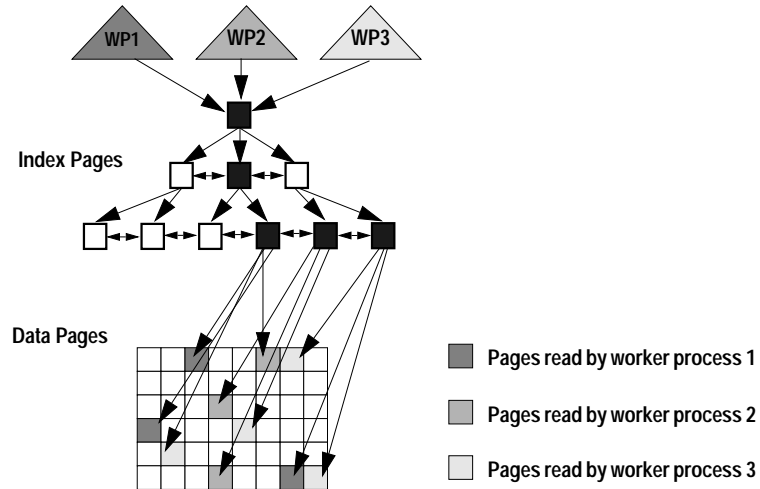 WP1 WP2 WP3
Index Pages
Data Pages
Pages read by worker process 1
Pages read by worker process 2
Pages read by worker process 3